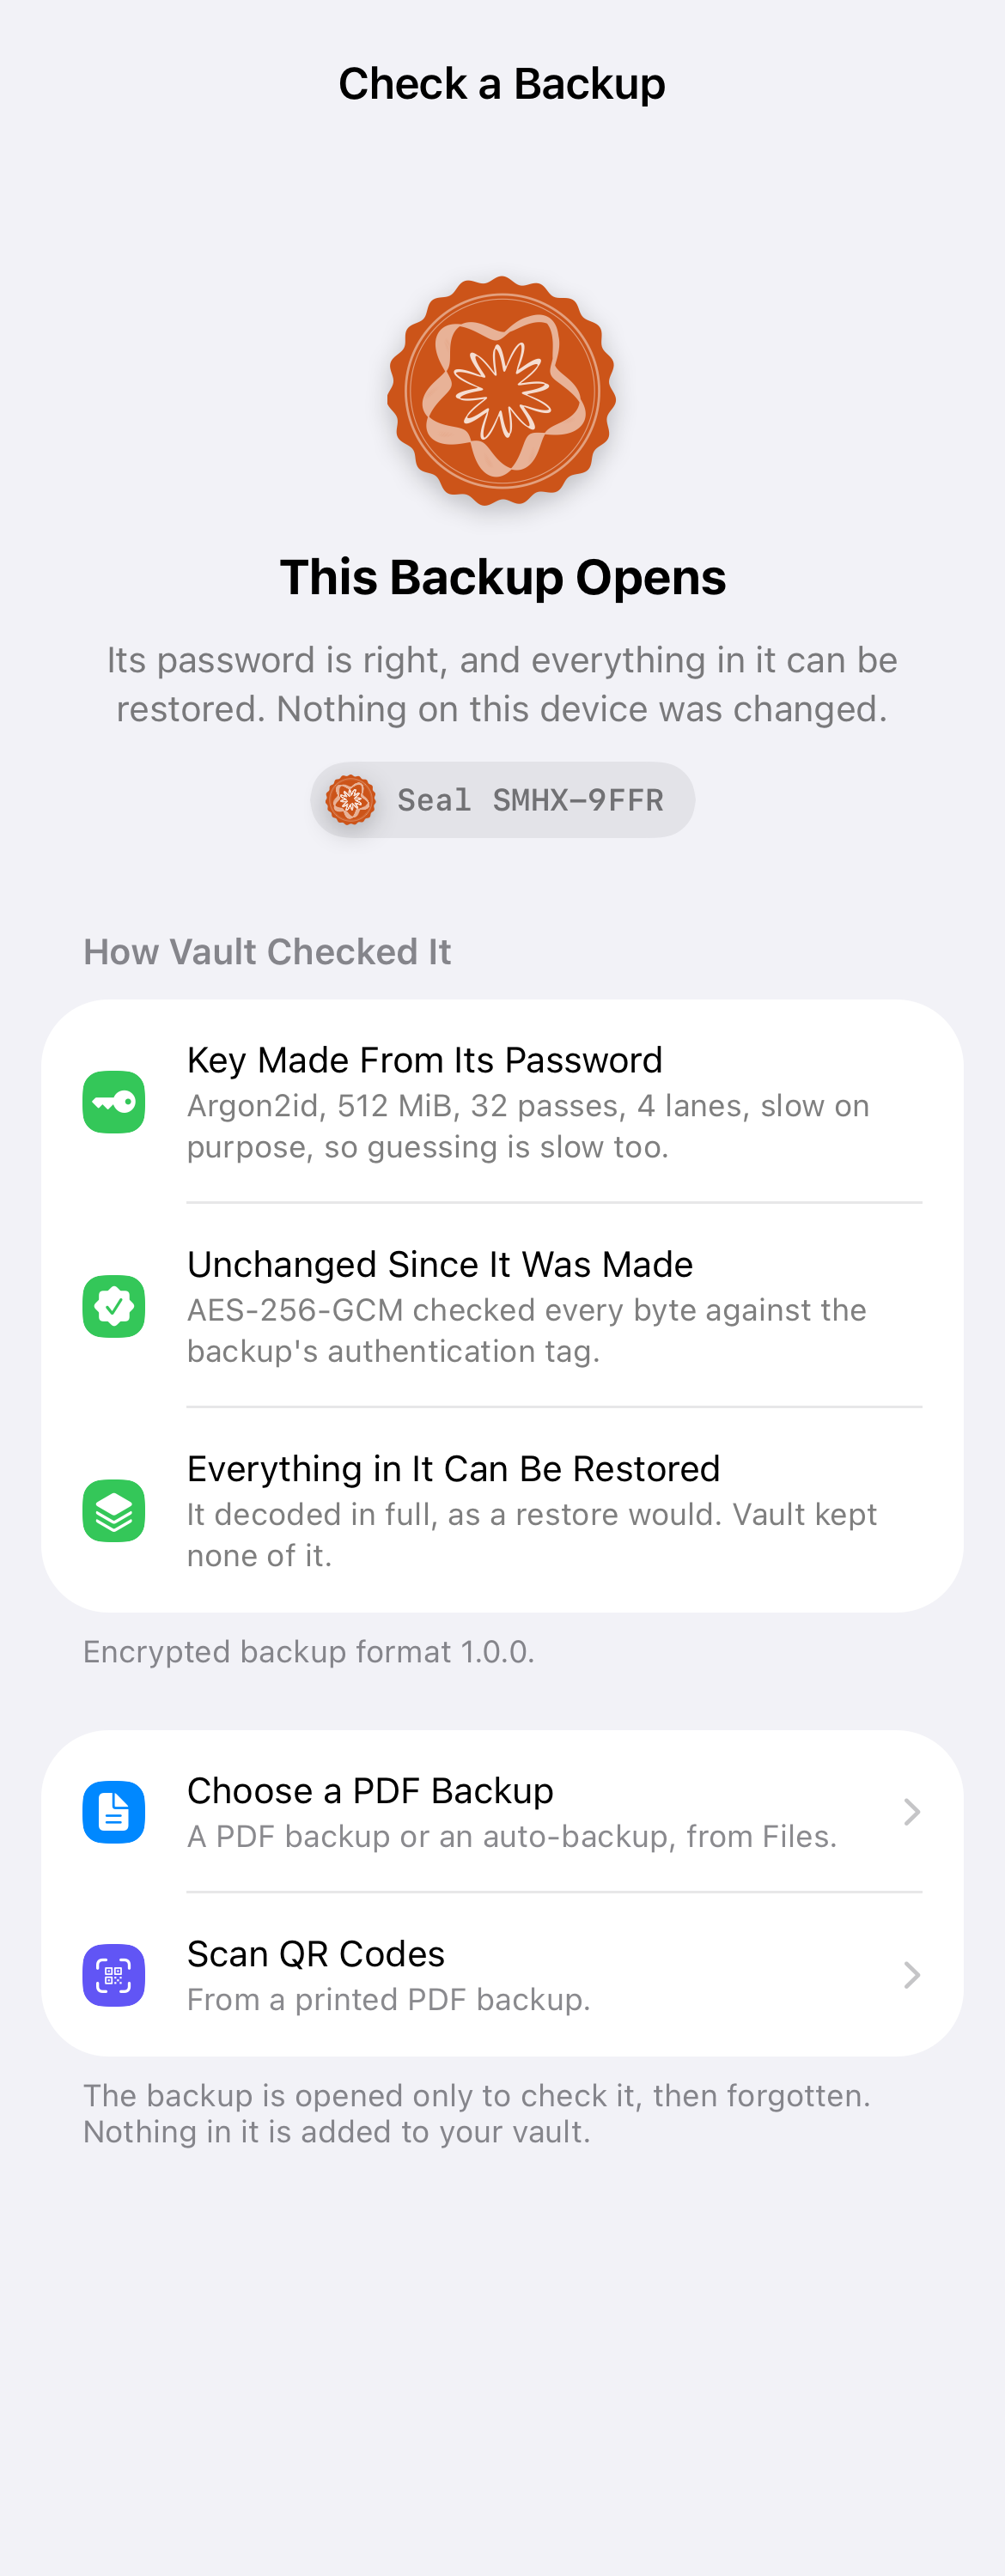 Check a Backup
This Backup Opens
Its password is right, and everything in it can be
restored. Nothing on this device was changed.
Seal SMHX-9FFR
How Vault Checked It
Key Made From Its Password
Argon2id, 512 MiB, 32 passes, 4 lanes, slow on
purpose, so guessing is slow too.
Unchanged Since It Was Made
AES-256-GCM checked every byte against the
backup's authentication tag.
Everything in It Can Be Restored
It decoded in full, as a restore would. Vault kept
none of it.
Encrypted backup format 1.0.0.
Choose a PDF Backup
A PDF backup or an auto-backup, from Files.
Scan QR Codes
From a printed PDF backup.
The backup is opened only to check it, then forgotten.
Nothing in it is added to your vault.